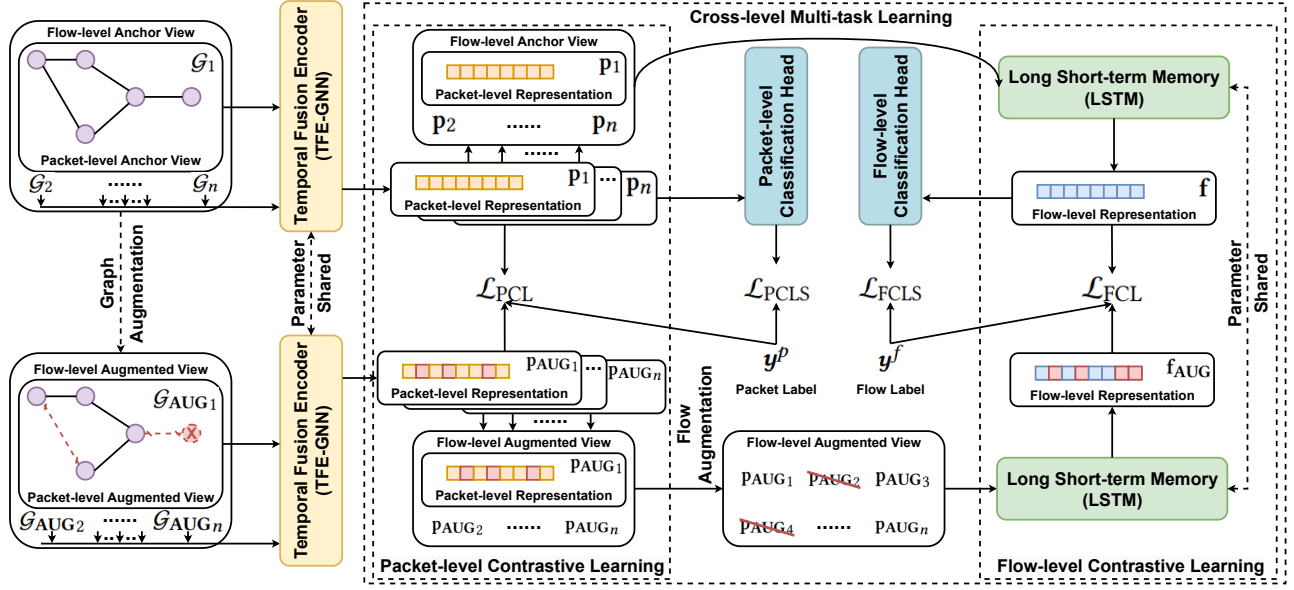 Cross-level Multi-task Learning
Flow-level Anchor View
𝒢1
Packet-level Anchor View
𝒢2
......
𝒢n
Graph
Augmentation
Flow-level Augmented View
𝒢AUG1
X
Packet-level Augmented View
𝒢AUG2
......
𝒢AUGn
Temporal Fusion Encoder
(TFE-GNN)
Parameter
Shared
Temporal Fusion Encoder
(TFE-GNN)
Flow-level Anchor View
p1
Packet-level Representation
p2
......
pn
......
p1
...
pn
Packet-level Representation
ℒPCL
pAUG1
...
pAUGn
Packet-level Representation
......
Flow-level Augmented View
pAUG1
Packet-level Representation
pAUG2
......
pAUGn
Packet-level Contrastive Learning
Packet-level
Classification Head
Flow-level
Classification Head
ℒPCLS
ℒFCLS
y^p
y^f
Packet Label
Flow Label
Flow
Augmentation
Flow-level Augmented View
pAUG1
pAUG2
pAUG3
pAUG4
......
pAUGn
Long Short-term Memory
(LSTM)
f
Flow-level Representation
ℒFCL
Parameter
Shared
fAUG
Flow-level Representation
Long Short-term Memory
(LSTM)
Flow-level Contrastive Learning